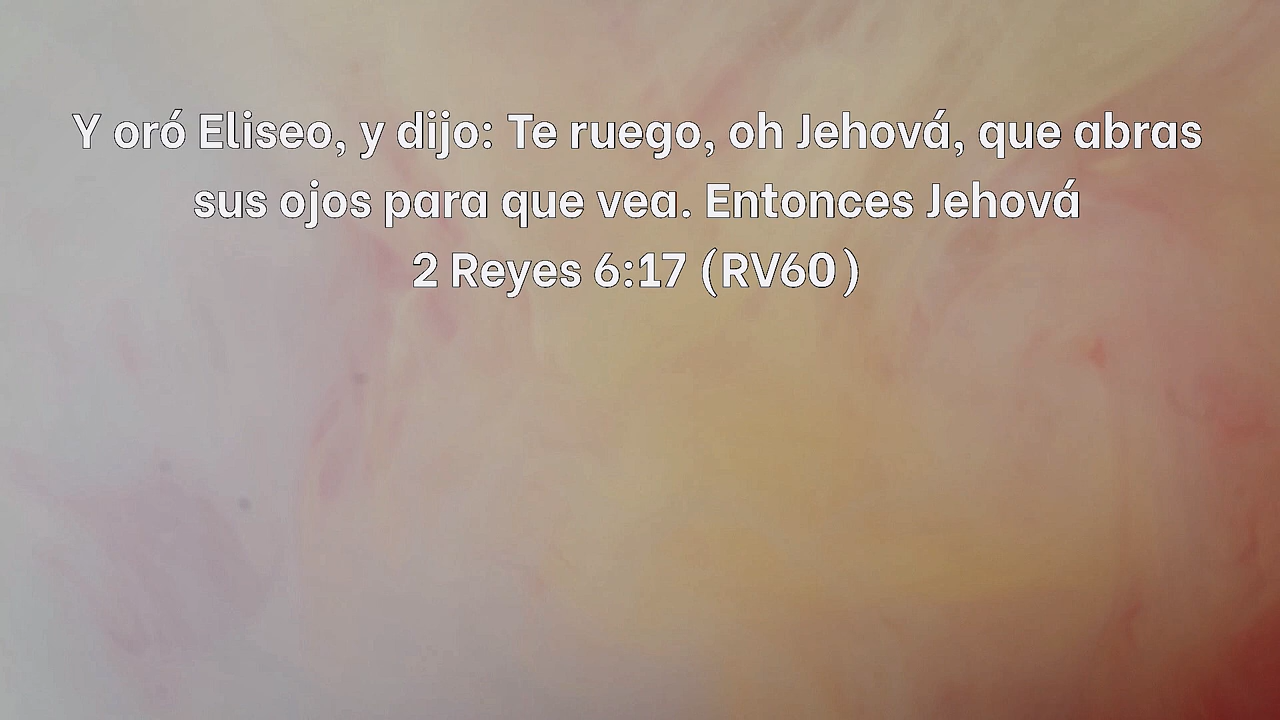 Y oró Eliseo, y dijo: Te ruego, oh Jehová, que abras
sus ojos para que vea. Entonces Jehová
2 Reyes 6:17 (RV60)